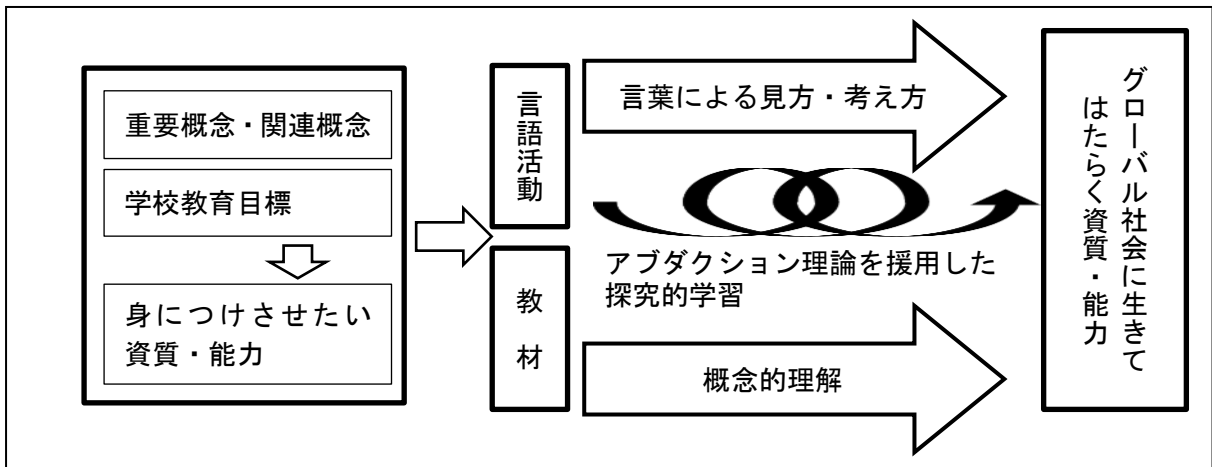 重要概念・関連概念
学校教育目標
身につけさせたい
資質・能力
言語活動
教材
言葉による見方・考え方
アブダクション理論を援用した
探究的学習
概念的理解
グローバル社会に生きて
はたらく資質・能力